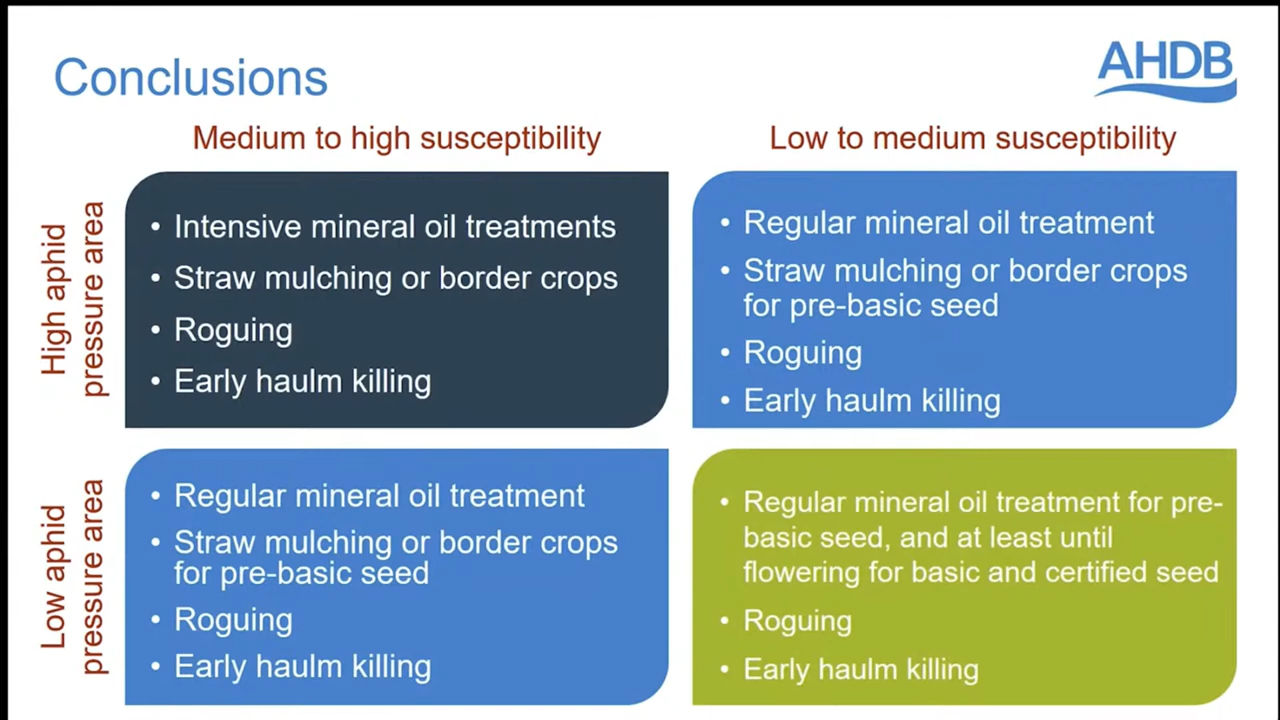 Conclusions
AHDB
Medium to high susceptibility
Low to medium susceptibility
High aphid
pressure area
• Intensive mineral oil treatments
• Straw mulching or border crops
• Roguing
• Early haulm killing
• Regular mineral oil treatment
• Straw mulching or border crops
for pre-basic seed
• Roguing
• Early haulm killing
Low aphid
pressure area
• Regular mineral oil treatment
• Straw mulching or border crops
for pre-basic seed
• Roguing
• Early haulm killing
• Regular mineral oil treatment for pre-
basic seed, and at least until
flowering for basic and certified seed
• Roguing
• Early haulm killing